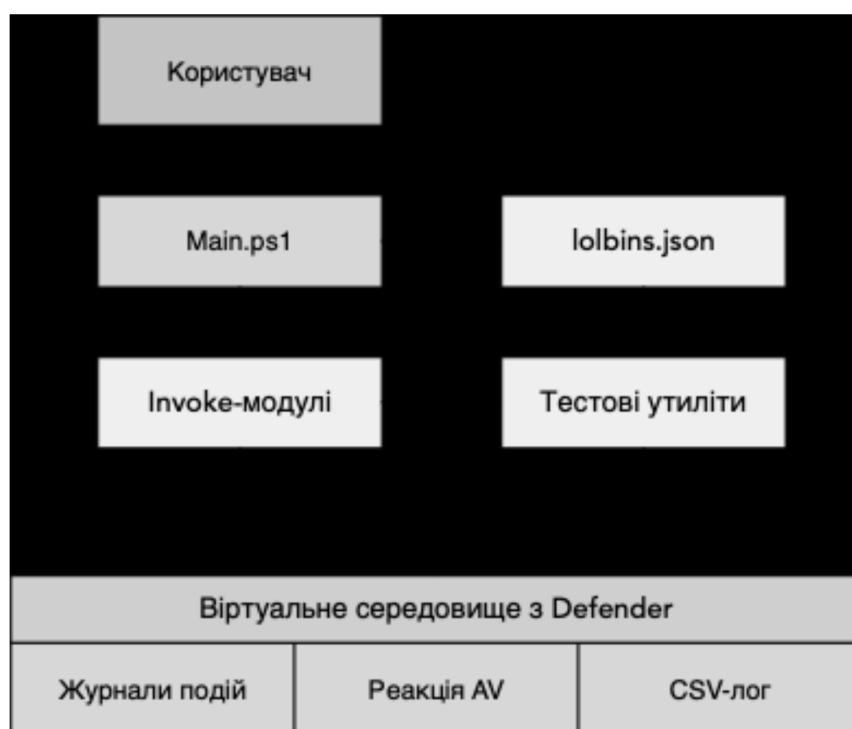 Користувач
Main.ps1
lolbins.json
Invoke-модулі
Тестові утиліти
Віртуальне середовище з Defender
Журнали подій
Реакція AV
CSV-лог